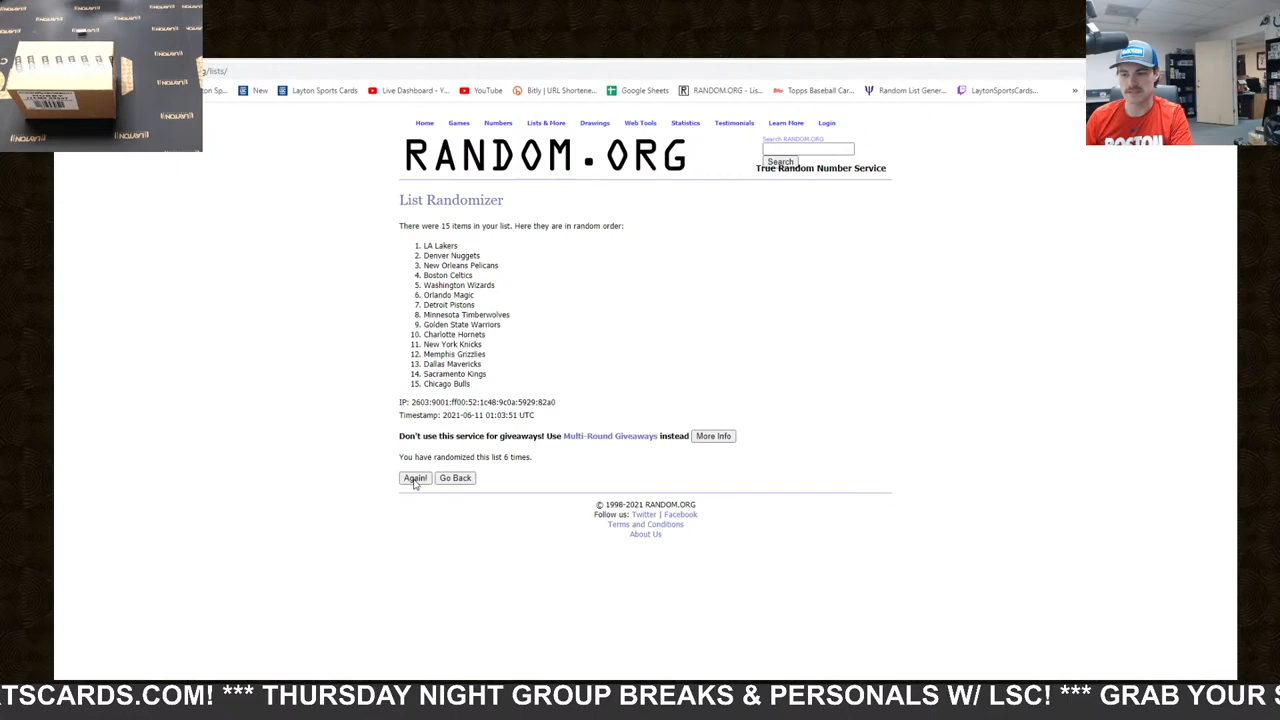 g/lists/
on Sp...
New
Layton Sports Cards
Live Dashboard - Y...
YouTube
Bitly | URL Shortene...
Google Sheets
RANDOM.ORG - Lis...
Topps Baseball Car...
Random List Gener...
LaytonSportsCards...
»
Home
Games
Numbers
Lists & More
Drawings
Web Tools
Statistics
Testimonials
Learn More
Login
RANDOM.ORG
Search RANDOM.ORG
Search
True Random Number Service
List Randomizer
There were 15 items in your list. Here they are in random order:
1. LA Lakers
2. Denver Nuggets
3. New Orleans Pelicans
4. Boston Celtics
5. Washington Wizards
6. Orlando Magic
7. Detroit Pistons
8. Minnesota Timberwolves
9. Golden State Warriors
10. Charlotte Hornets
11. New York Knicks
12. Memphis Grizzlies
13. Dallas Mavericks
14. Sacramento Kings
15. Chicago Bulls
IP: 2603:9001:ff00:52:1c48:9c0a:5929:82a0
Timestamp: 2021-06-11 01:03:51 UTC
Don't use this service for giveaways! Use Multi-Round Giveaways instead More Info
You have randomized this list 6 times.
Again! Go Back
© 1998-2021 RANDOM.ORG
Follow us: Twitter | Facebook
Terms and Conditions
About Us
BOSTON
TSCARDS.COM! *** THURSDAY NIGHT GROUP BREAKS & PERSONALS W/ LSC! *** GRAB YOUR S